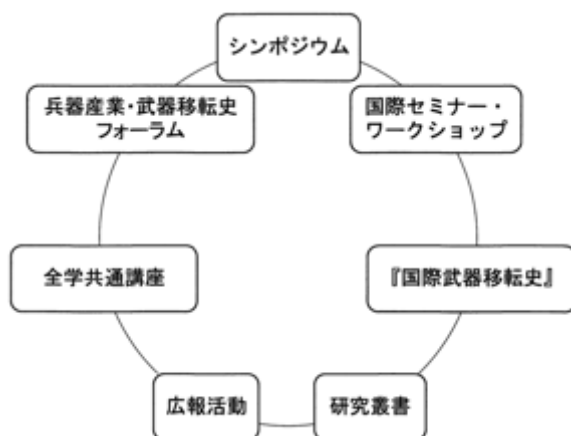 シンポジウム
兵器産業・武器移転史
フォーラム
国際セミナー・
ワークショップ
全学共通講座
『国際武器移転史』
広報活動
研究叢書